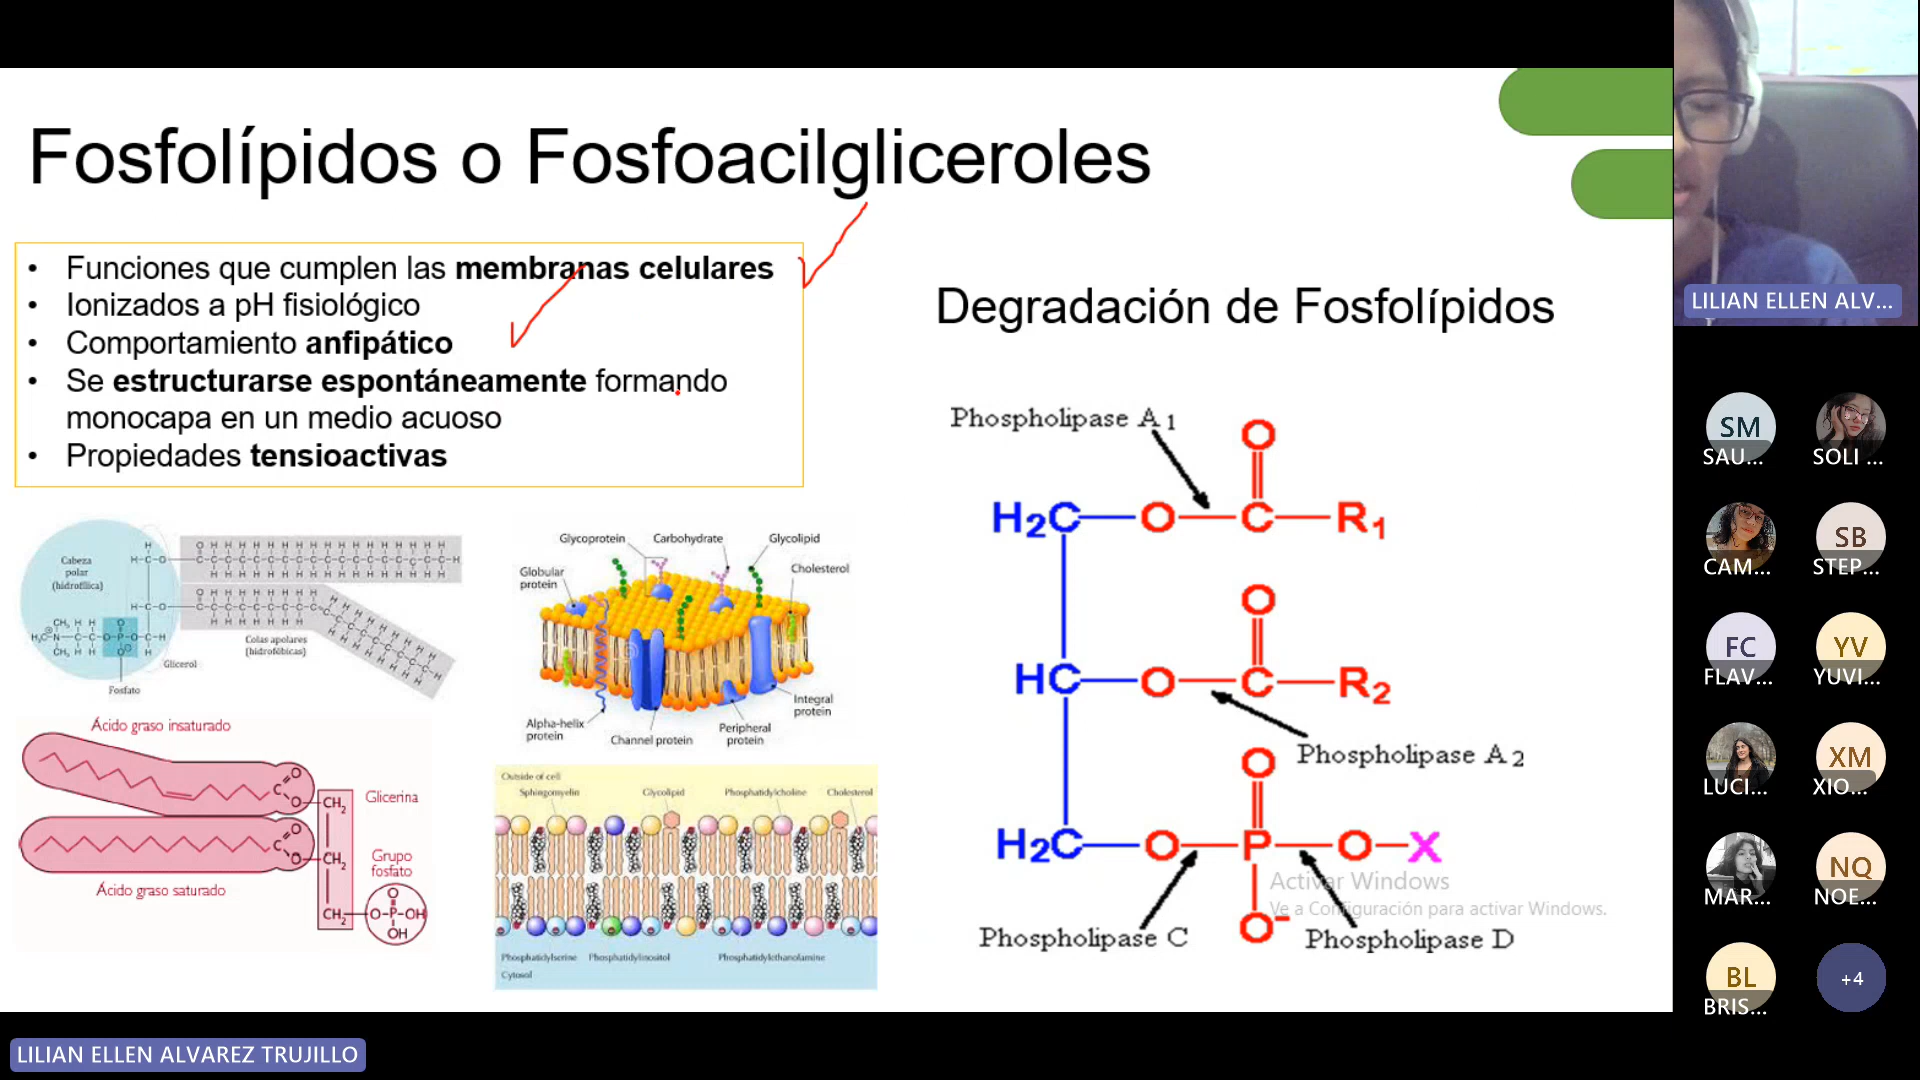 Fosfolípidos o Fosfoacilgliceroles
• Funciones que cumplen las membranas celulares
• Ionizados a pH fisiológico
• Comportamiento anfipático
• Se estructurarse espontáneamente formando
monocapa en un medio acuoso
• Propiedades tensioactivas
Degradación de Fosfolípidos
Cabeza
polar
(hidrofílica)
Colas apolares
(hidrofóbicas)
Glicerol
Fosfato
Ácido graso insaturado
Glicerina
Grupo
fosfato
Ácido graso saturado
CH2
CH2
CH2
O-P-OH
O
OH
Glycoprotein
Carbohydrate
Glycolipid
Globular
protein
Cholesterol
Alpha-helix
protein
Channel protein
Peripheral
protein
Integral
protein
Outside of cell
Sphingomyelin
Glycolipid
Phosphatidylcholine
Cholesterol
Phosphatidylserine
Phosphatidylinositol
Phosphatidylethanolamine
Cytosol
Phospholipase A1
O
H2C—O—C—R1
O
HC—O—C—R2
Phospholipase A2
O
H2C—O—P—O—X
O-
Phospholipase C
Phospholipase D
Activar Windows
Ve a Configuración para activar Windows.
LILIAN ELLEN ALV...
SM
SAU...
SOLI ...
CAM...
SB
STEP...
FC
FLAV...
YV
YUVI...
LUCI...
XM
XIO...
MAR...
NQ
NOE...
BL
BRIS...
+4
LILIAN ELLEN ALVAREZ TRUJILLO